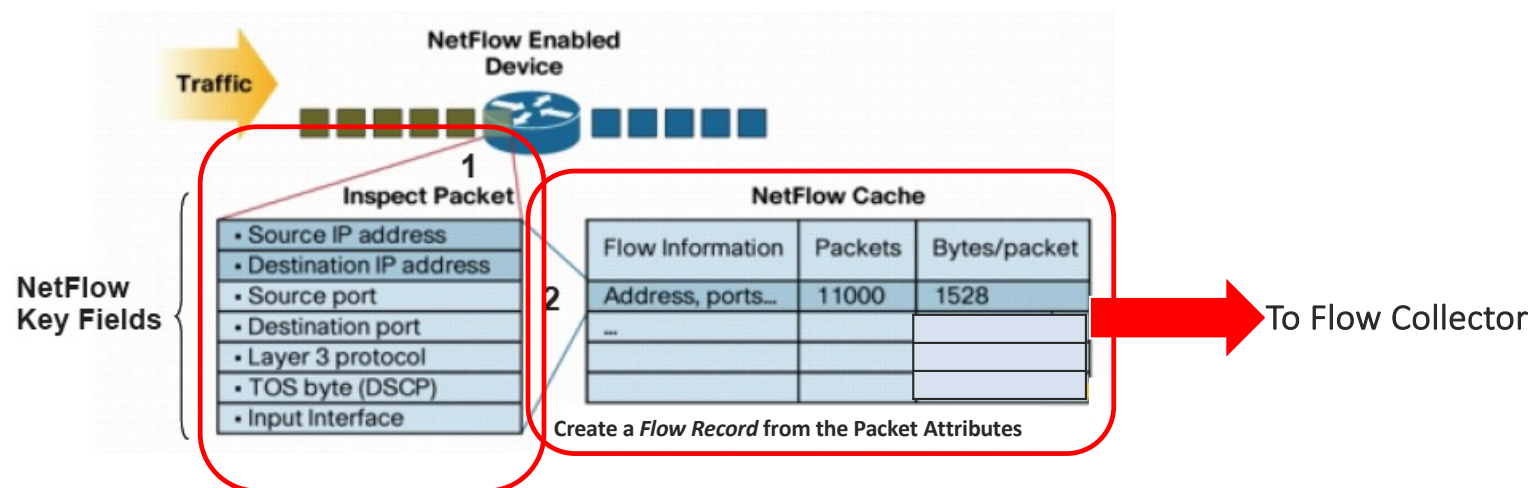 NetFlow Enabled
Device
Traffic
1
Inspect Packet
NetFlow Cache
NetFlow
Key Fields
• Source IP address
• Destination IP address
• Source port
• Destination port
• Layer 3 protocol
• TOS byte (DSCP)
• Input Interface
2
Flow Information Packets Bytes/packet
Address, ports... 11000 1528
...
Create a Flow Record from the Packet Attributes
To Flow Collector